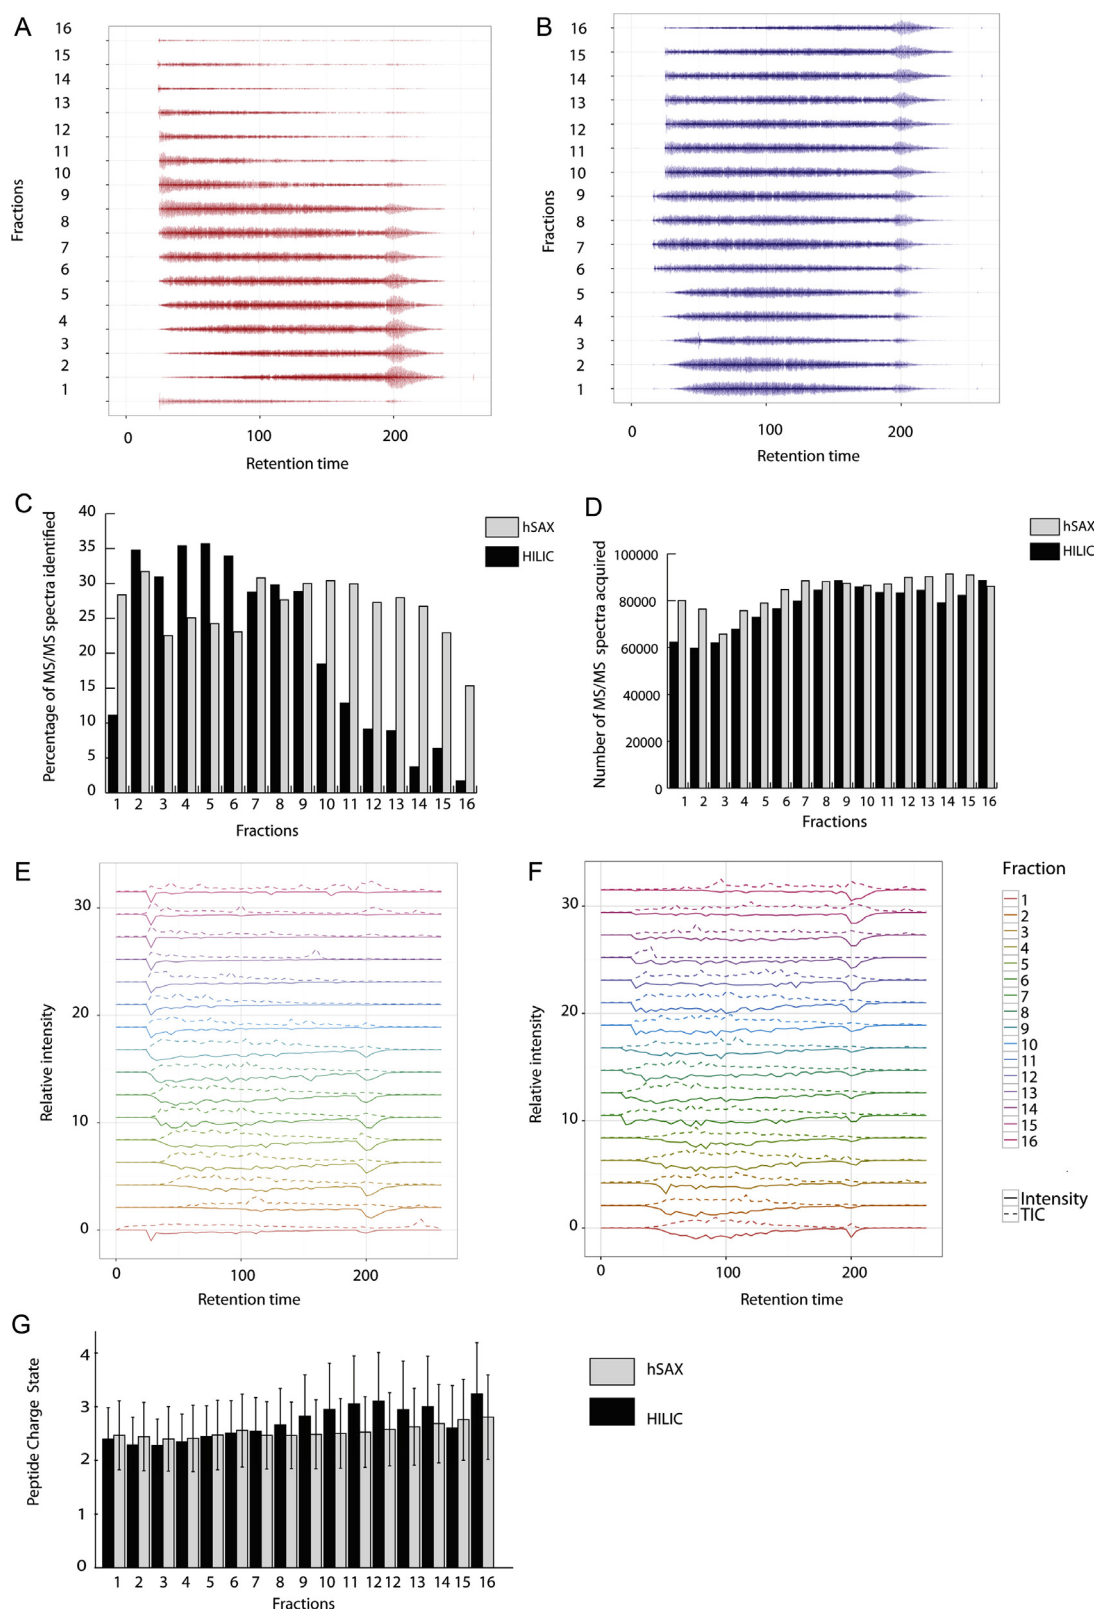 A
16
15
14
13
12
11
10
9
8
7
6
5
4
3
2
1
Fractions
0 100 200
Retention time
B
16
15
14
13
12
11
10
9
8
7
6
5
4
3
2
1
Fractions
0 100 200
Retention time
C
40
35
30
25
20
15
10
5
0
Percentage of MS/MS spectra identified
1 2 3 4 5 6 7 8 9 10 11 12 13 14 15 16
Fractions
hSAX
HILIC
D
100000
80000
60000
40000
20000
0
Number of MS/MS spectra acquired
1 2 3 4 5 6 7 8 9 10 11 12 13 14 15 16
Fractions
hSAX
HILIC
E
30
20
10
0
Relative intensity
0 100 200
Retention time
F
30
20
10
0
Relative intensity
0 100 200
Retention time
Fraction
1
2
3
4
5
6
7
8
9
10
11
12
13
14
15
16
Intensity
TIC
G
4
3
2
1
0
Peptide Charge State
1 2 3 4 5 6 7 8 9 10 11 12 12 13 14 15 16
Fractions
hSAX
HILIC